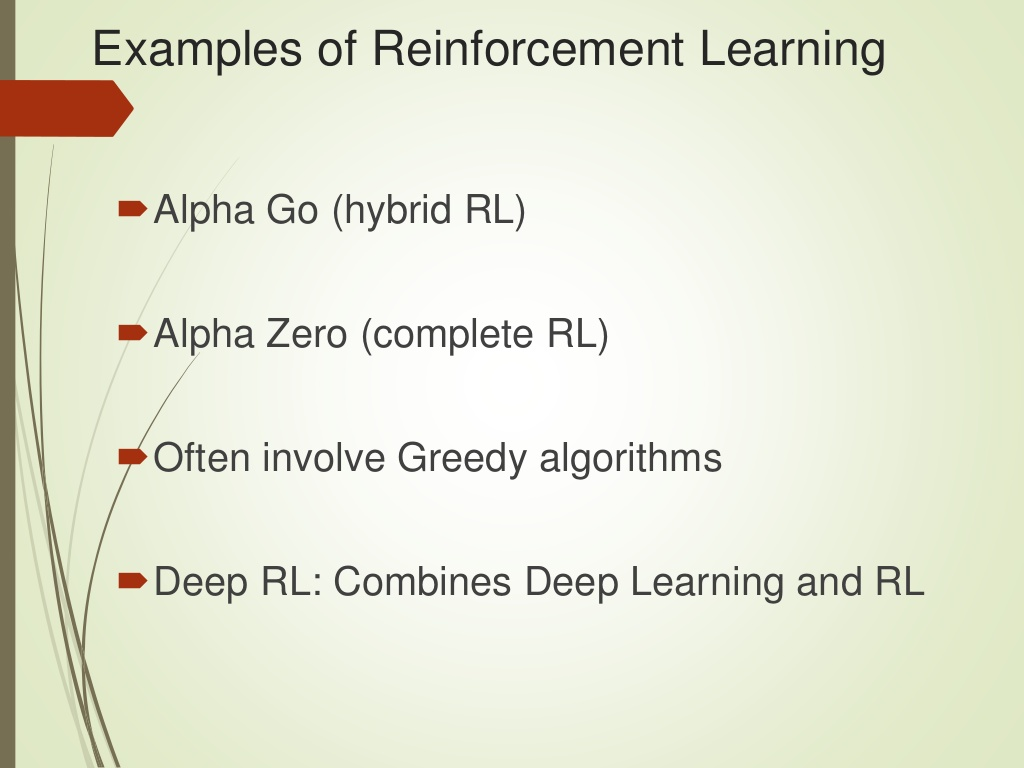 Examples of Reinforcement Learning
Alpha Go (hybrid RL)
Alpha Zero (complete RL)
Often involve Greedy algorithms
Deep RL: Combines Deep Learning and RL